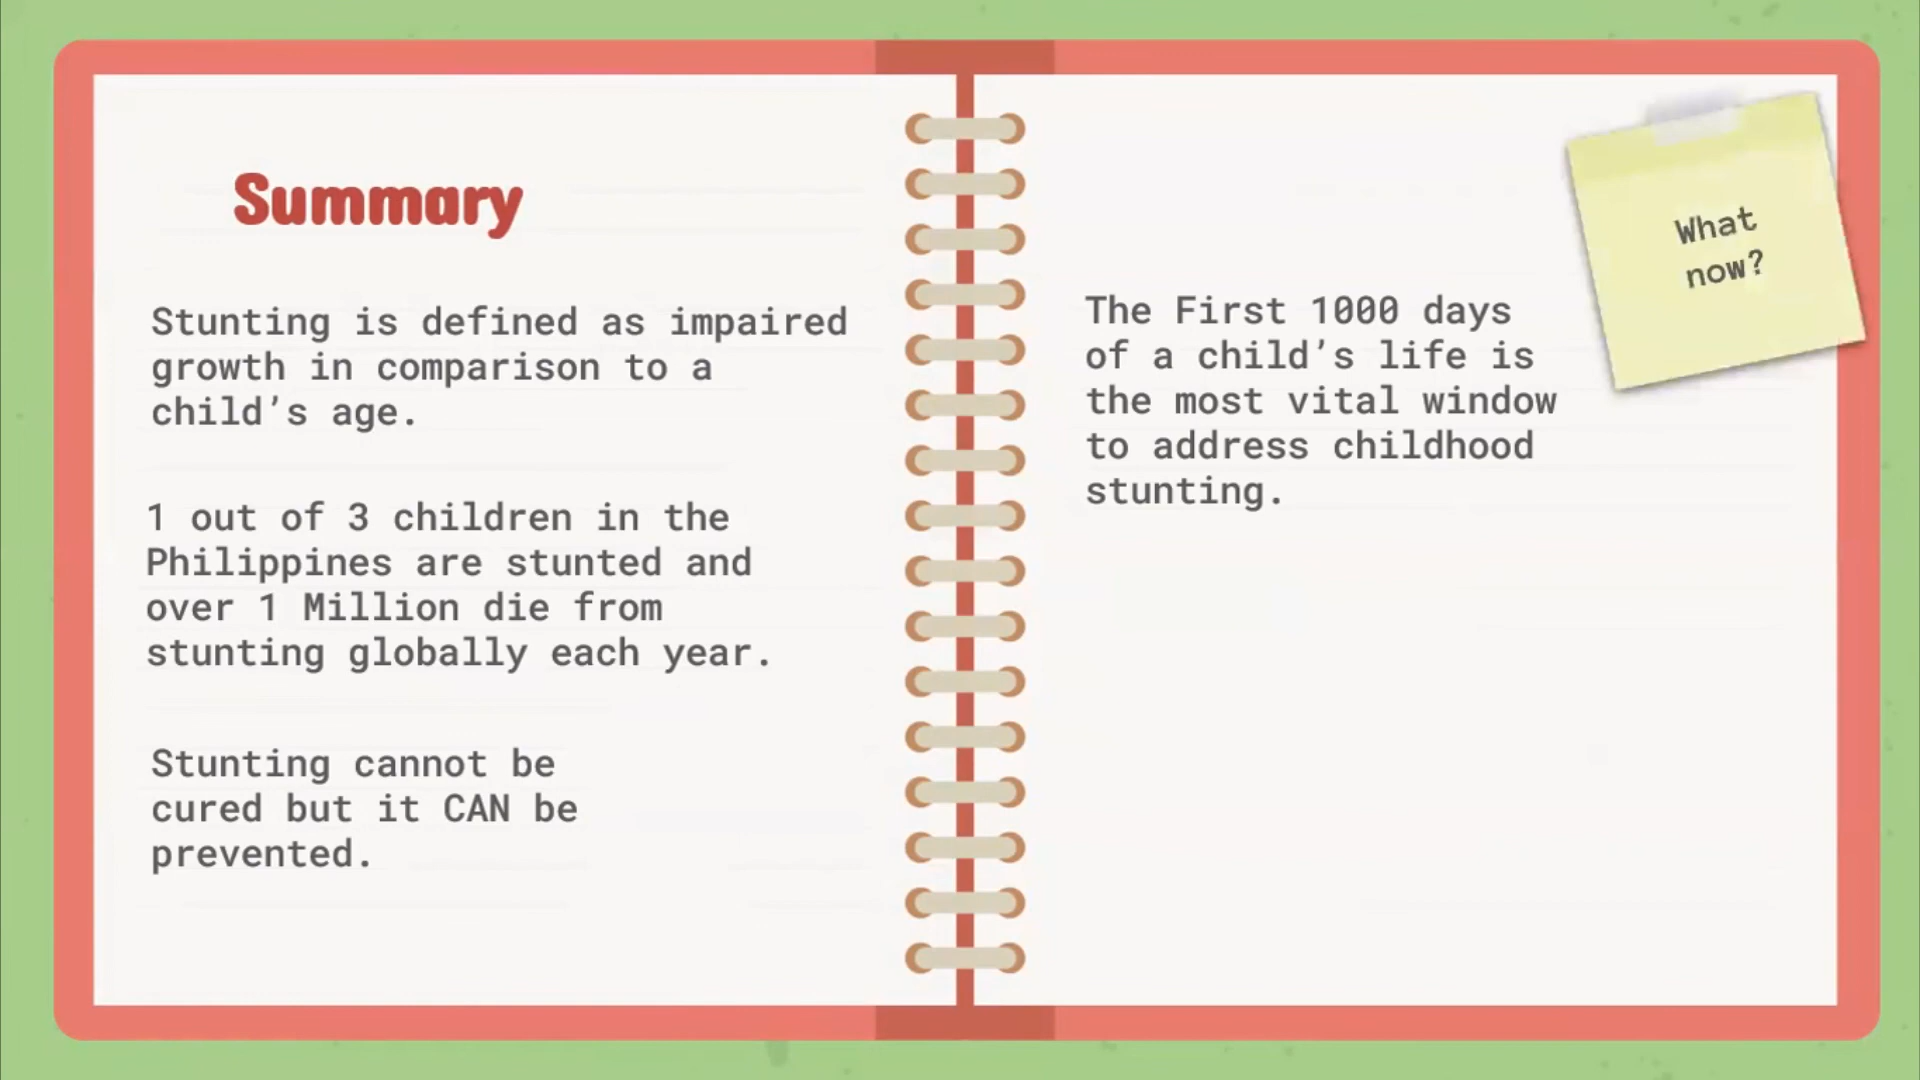 Summary
Stunting is defined as impaired
growth in comparison to a
child’s age.
1 out of 3 children in the
Philippines are stunted and
over 1 Million die from
stunting globally each year.
Stunting cannot be
cured but it CAN be
prevented.
What
now?
The First 1000 days
of a child’s life is
the most vital window
to address childhood
stunting.